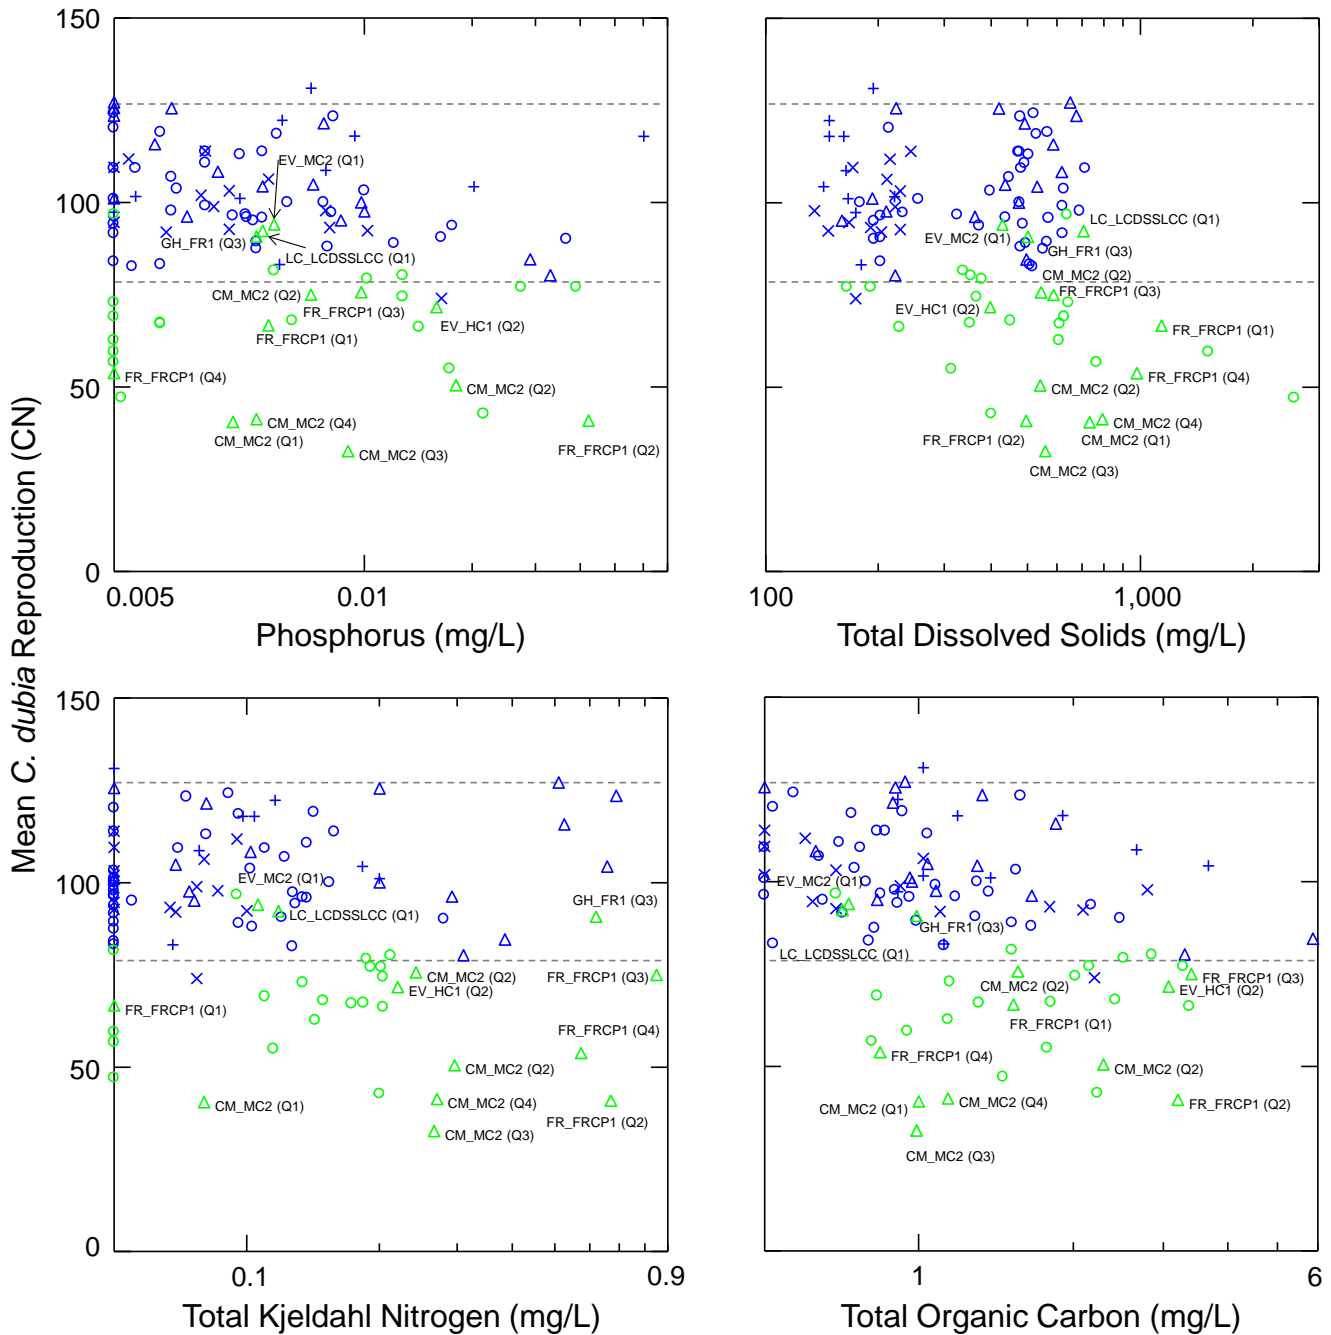 Mean C. dubia Reproduction (CN)
150
100
50
0
EV_MC2 (Q1)
GH_FR1 (Q3)
LC_LCDSSLCC (Q1)
CM_MC2 (Q2)
FR_FRCP1 (Q3)
EV_HC1 (Q2)
FR_FRCP1 (Q1)
FR_FRCP1 (Q4)
CM_MC2 (Q2)
CM_MC2 (Q4)
CM_MC2 (Q1)
CM_MC2 (Q3)
FR_FRCP1 (Q2)
0.005
0.01
Phosphorus (mg/L)
LC_LCDSSLCC (Q1)
EV_MC2 (Q1)
GH_FR1 (Q3)
CM_MC2 (Q2)
FR_FRCP1 (Q3)
EV_HC1 (Q2)
FR_FRCP1 (Q1)
FR_FRCP1 (Q4)
CM_MC2 (Q2)
CM_MC2 (Q4)
FR_FRCP1 (Q2)
CM_MC2 (Q1)
CM_MC2 (Q3)
100
1,000
Total Dissolved Solids (mg/L)
150
100
50
0
EV_MC2 (Q1)
GH_FR1 (Q3)
LC_LCDSSLCC (Q1)
CM_MC2 (Q2)
FR_FRCP1 (Q3)
EV_HC1 (Q2)
FR_FRCP1 (Q1)
FR_FRCP1 (Q4)
CM_MC2 (Q2)
CM_MC2 (Q1)
CM_MC2 (Q4)
FR_FRCP1 (Q2)
CM_MC2 (Q3)
0.1
0.9
Total Kjeldahl Nitrogen (mg/L)
EV_MC2 (Q1)
GH_FR1 (Q3)
LC_LCDSSLCC (Q1)
CM_MC2 (Q2)
FR_FRCP1 (Q3)
EV_HC1 (Q2)
FR_FRCP1 (Q1)
FR_FRCP1 (Q4)
CM_MC2 (Q2)
CM_MC2 (Q1)
CM_MC2 (Q4)
FR_FRCP1 (Q2)
CM_MC2 (Q3)
1
6
Total Organic Carbon (mg/L)